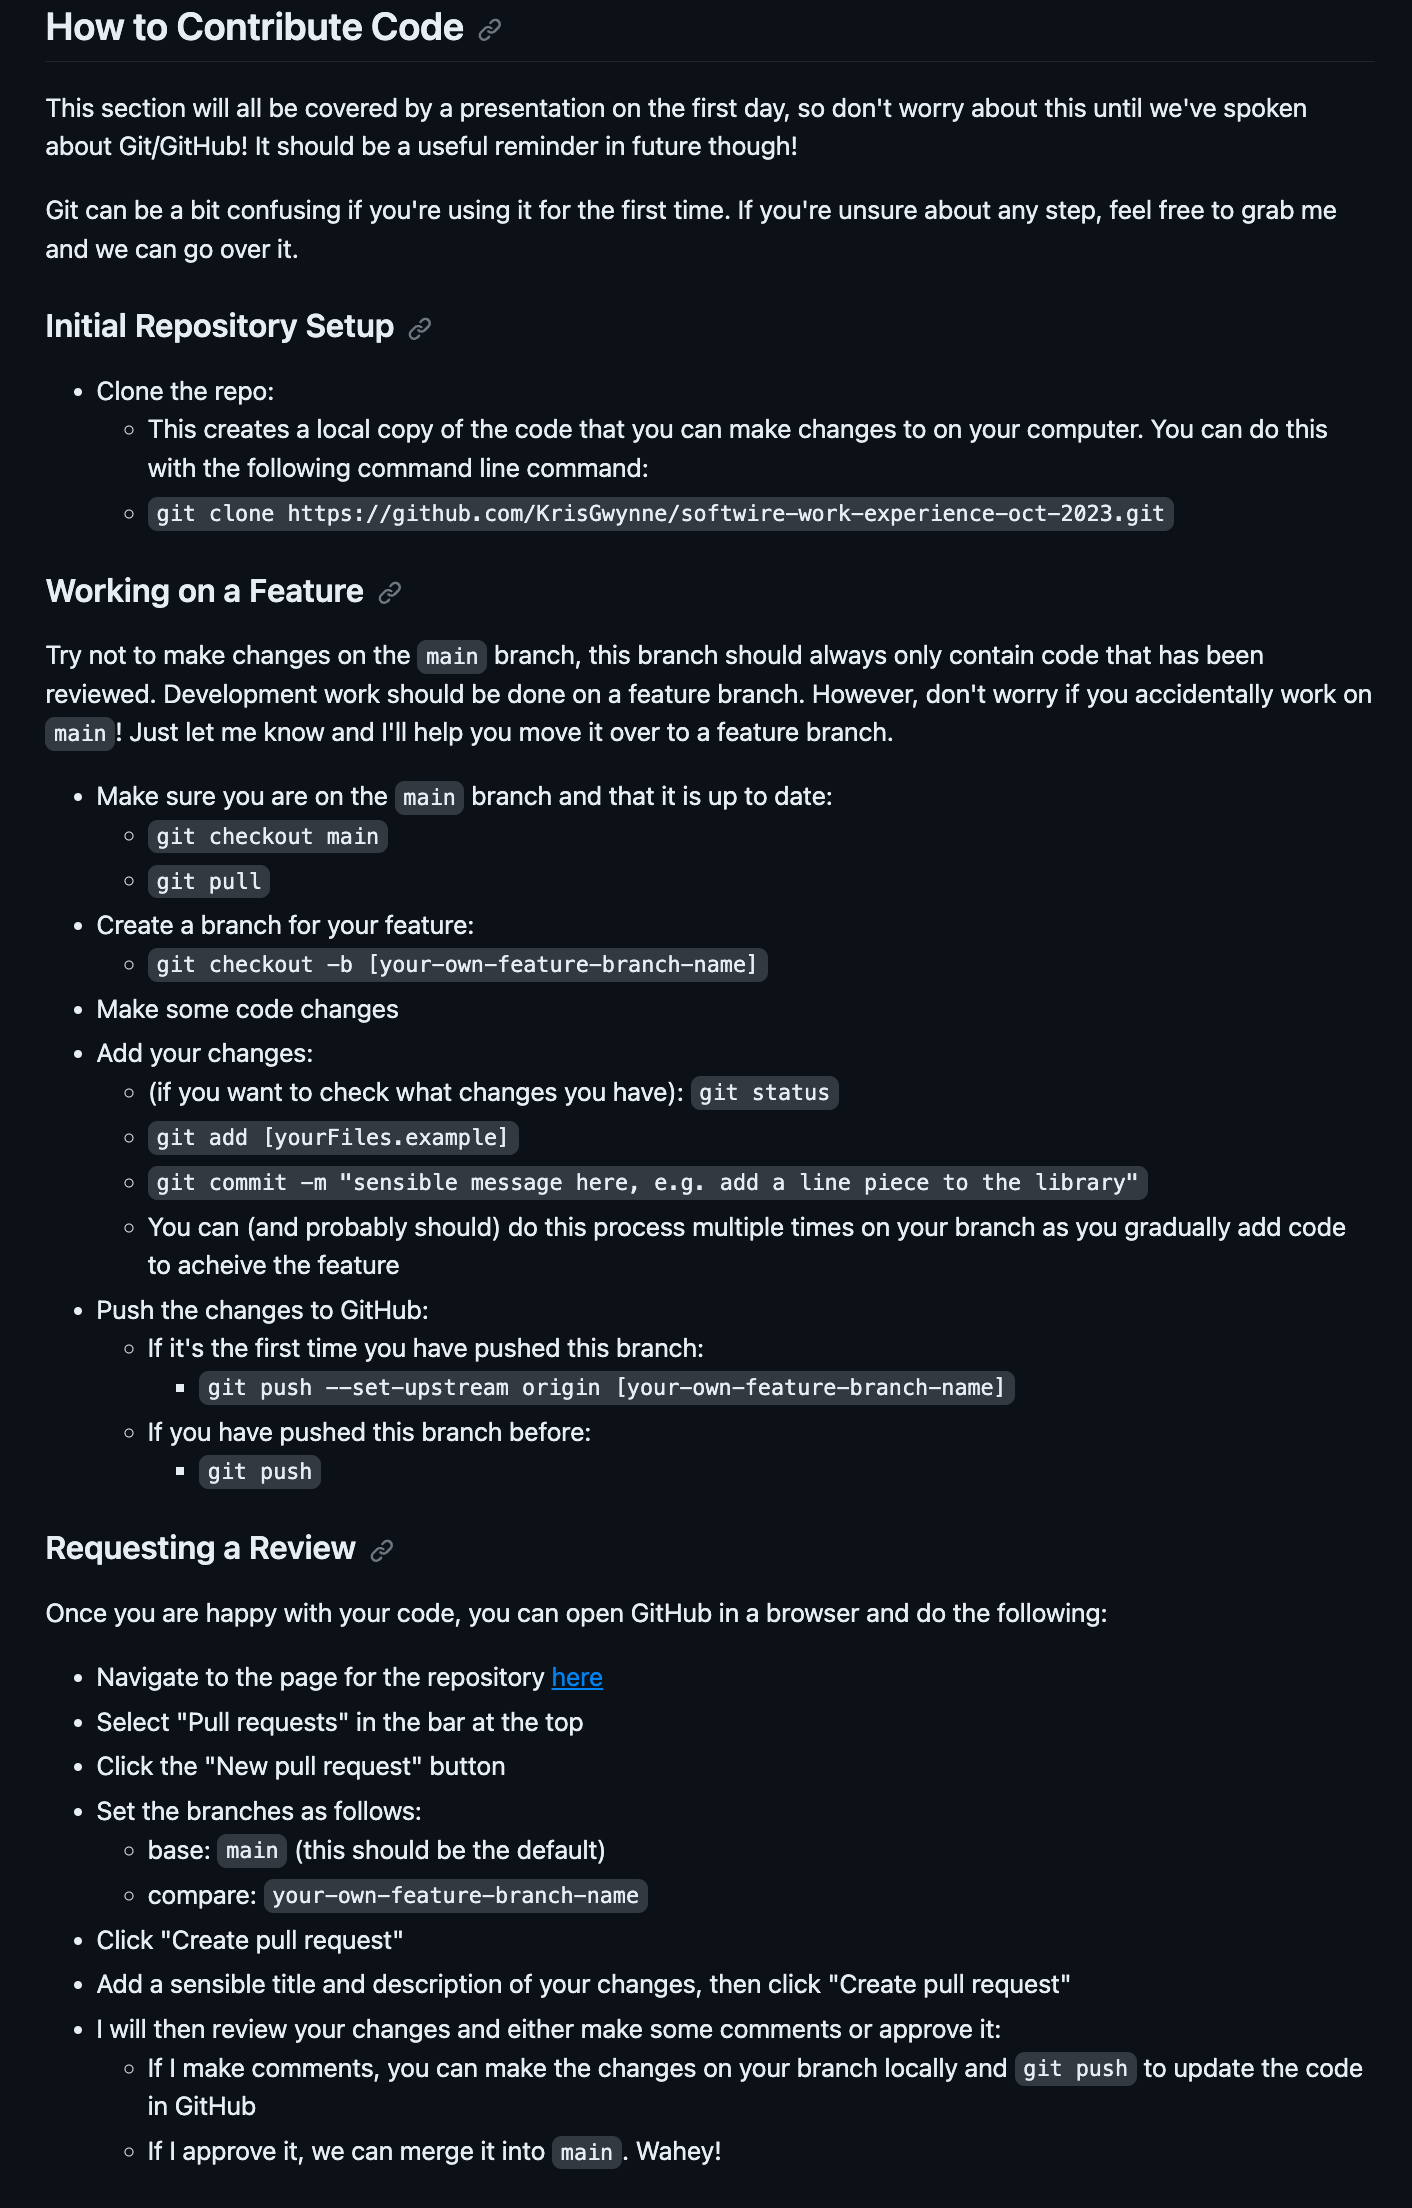 How to Contribute Code
This section will all be covered by a presentation on the first day, so don't worry about this until we've spoken
about Git/GitHub! It should be a useful reminder in future though!
Git can be a bit confusing if you're using it for the first time. If you're unsure about any step, feel free to grab me
and we can go over it.
Initial Repository Setup
Clone the repo:
This creates a local copy of the code that you can make changes to on your computer. You can do this
with the following command line command:
git clone https://github.com/KrisGwynne/softwire-work-experience-oct-2023.git
Working on a Feature
Try not to make changes on the main branch, this branch should always only contain code that has been
reviewed. Development work should be done on a feature branch. However, don't worry if you accidentally work on
main! Just let me know and I'll help you move it over to a feature branch.
Make sure you are on the main branch and that it is up to date:
git checkout main
git pull
Create a branch for your feature:
git checkout -b [your-own-feature-branch-name]
Make some code changes
Add your changes:
(if you want to check what changes you have): git status
git add [yourFiles.example]
git commit -m "sensible message here, e.g. add a line piece to the library"
You can (and probably should) do this process multiple times on your branch as you gradually add code
to acheive the feature
Push the changes to GitHub:
If it's the first time you have pushed this branch:
git push --set-upstream origin [your-own-feature-branch-name]
If you have pushed this branch before:
git push
Requesting a Review
Once you are happy with your code, you can open GitHub in a browser and do the following:
Navigate to the page for the repository here
Select "Pull requests" in the bar at the top
Click the "New pull request" button
Set the branches as follows:
base: main (this should be the default)
compare: your-own-feature-branch-name
Click "Create pull request"
Add a sensible title and description of your changes, then click "Create pull request"
I will then review your changes and either make some comments or approve it:
If I make comments, you can make the changes on your branch locally and git push to update the code
in GitHub
If I approve it, we can merge it into main. Wahey!